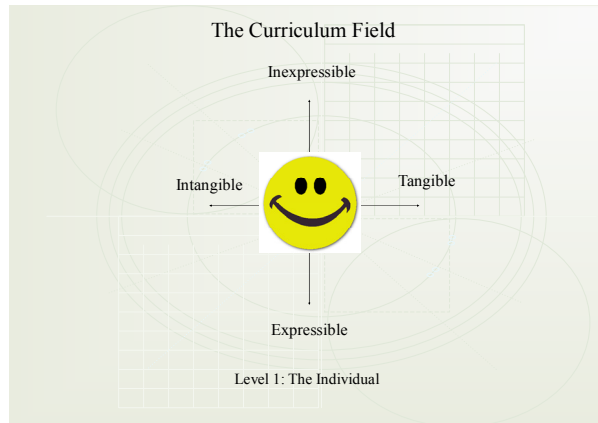 The Curriculum Field
Inexpressible
Intangible
Tangible
Expressible
Level 1: The Individual